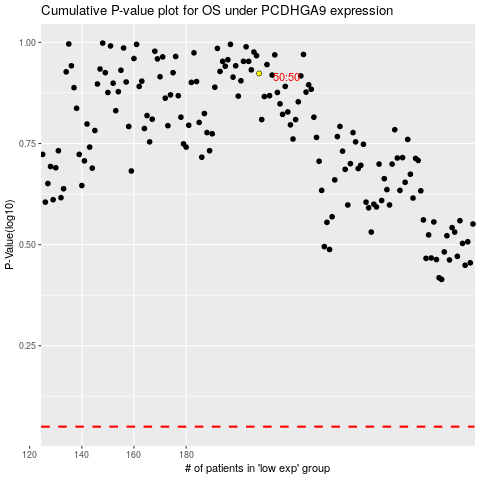 Cumulative P-value plot for OS under PCDHGA9 expression
P-Value(log10)
1.00
0.75
0.50
0.25
50:50
120 140 160 180
# of patients in 'low exp' group